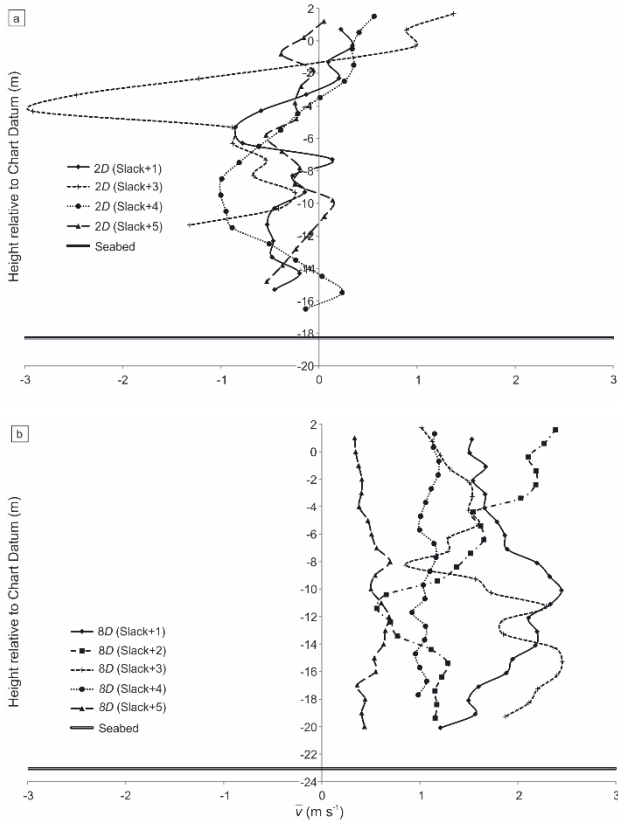 a
Height relative to Chart Datum (m)
2
0
-2
-4
-6
-8
-10
-12
-14
-16
-18
-20
2D (Slack+1)
2D (Slack+3)
2D (Slack+4)
2D (Slack+5)
Seabed
-3 -2 -1 0 1 2 3
b
Height relative to Chart Datum (m)
2
0
-2
-4
-6
-8
-10
-12
-14
-16
-18
-20
-22
-24
8D (Slack+1)
8D (Slack+2)
8D (Slack+3)
8D (Slack+4)
8D (Slack+5)
Seabed
-3 -2 -1 0 1 2 3
v̅ (m s⁻¹)